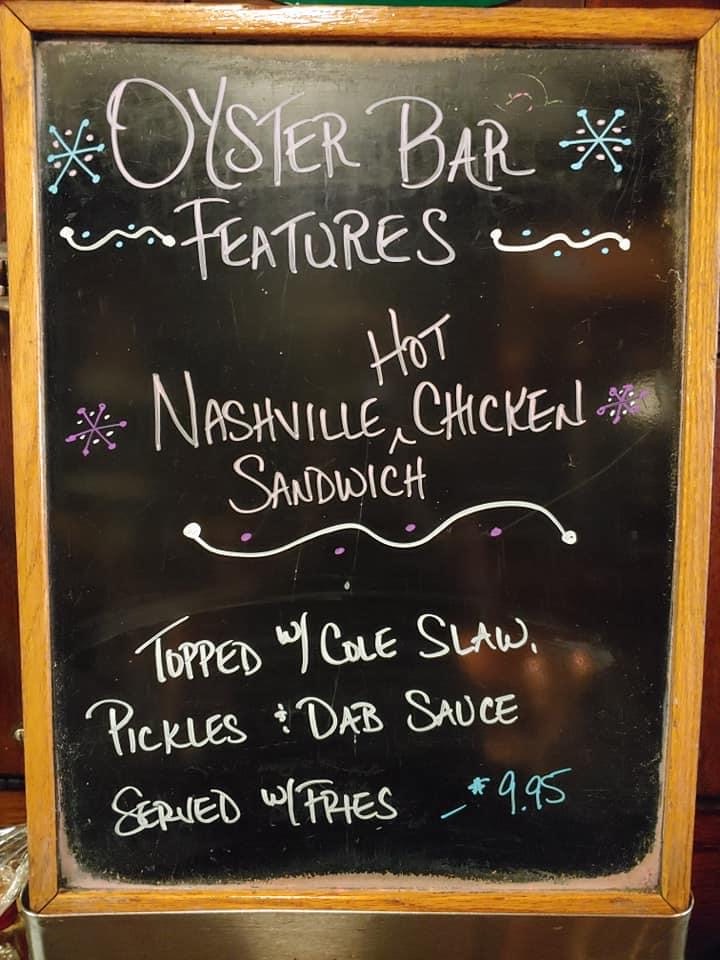 OYSTER BAR
FEATURES
HOT
NASHVILLE ^ CHICKEN
SANDWICH
TOPPED W/ COLE SLAW,
PICKLES & DAB SAUCE
SERVED W/ FRIES - $9.95